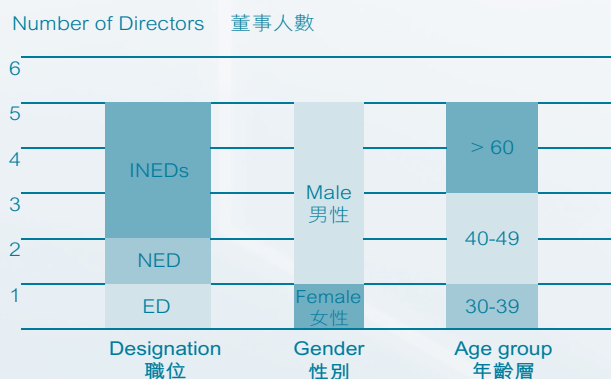 Number of Directors 董事人數
6
5
4
3
2
1
INEDs
NED
ED
Male
男性
Female
女性
> 60
40-49
30-39
Designation
職位
Gender
性別
Age group
年齡層